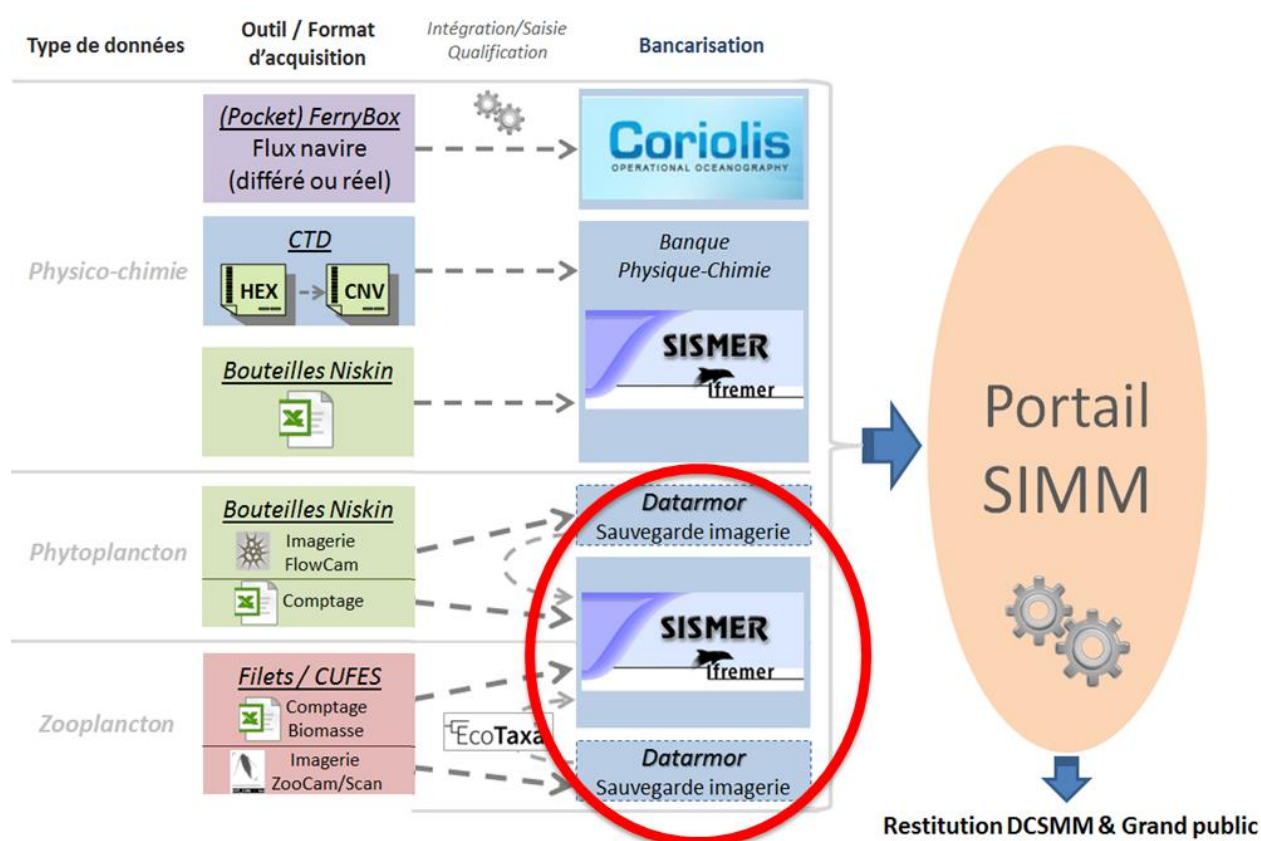 Type de données
Outil / Format
d'acquisition
Intégration/Saisie
Qualification
Bancarisation
Physico-chimie
(Pocket) FerryBox
Flux navire
(différé ou réel)
Coriolis
OPERATIONAL OCEANOGRAPHY
CTD
HEX
CNV
Banque
Physique-Chimie
SISMER
Ifremer
Bouteilles Niskin
Portail
SIMM
Phytoplancton
Bouteilles Niskin
Imagerie
FlowCam
Comptage
Datarmor
Sauvegarde imagerie
SISMER
Ifremer
Zooplancton
Filets / CUFES
Comptage
Biomasse
Imagerie
ZooCam/Scan
EcoTaxa
Datarmor
Sauvegarde imagerie
Restitution DCSMM & Grand public